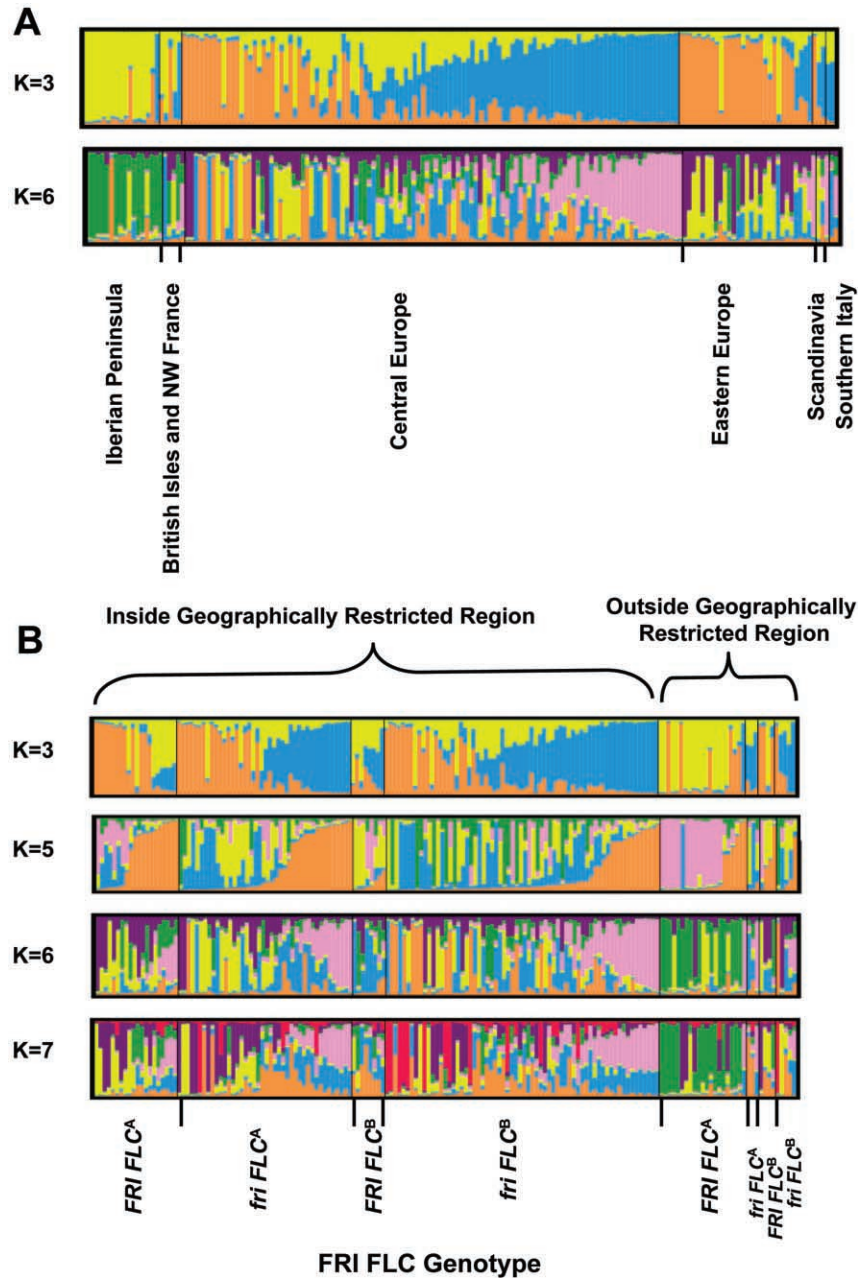 A
K=3
K=6
Iberian Peninsula
British Isles and NW France
Central Europe
Eastern Europe
Scandinavia
Southern Italy
Inside Geographically Restricted Region
Outside Geographically
Restricted Region
B
K=3
K=5
K=6
K=7
FRI FLCᴬ
fri FLCᴬ
FRI FLCᴮ
fri FLCᴮ
FRI FLCᴬ
fri FLCᴬ
FRI FLCᴮ
fri FLCᴮ
FRI FLC Genotype